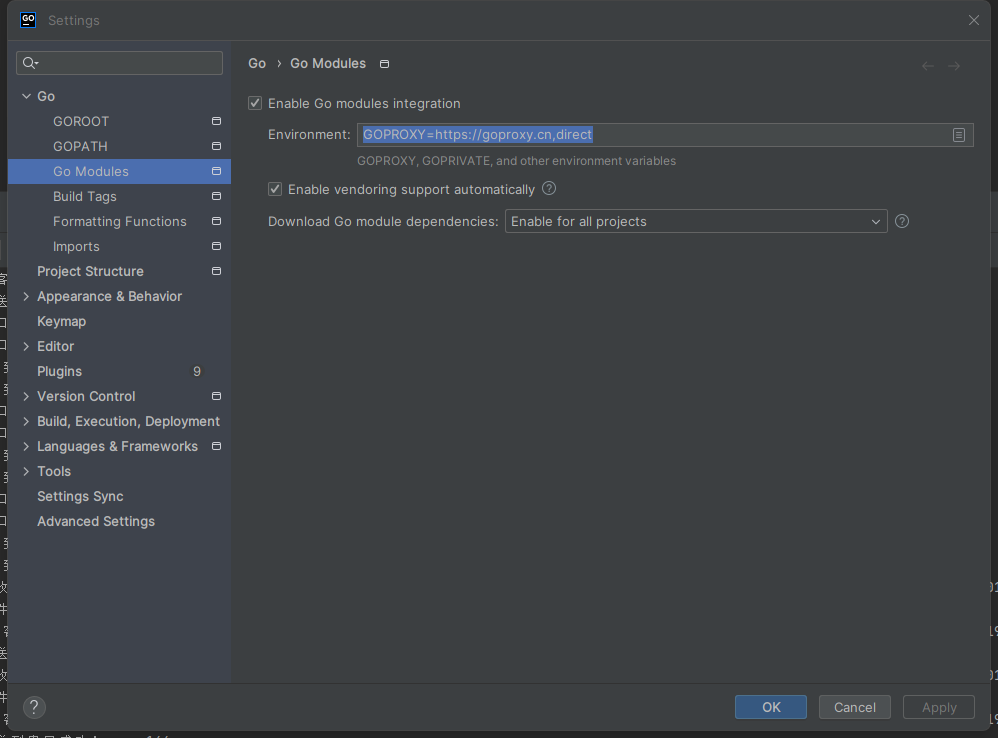 GO
Settings
Go › Go Modules
Go
GOROOT
GOPATH
Go Modules
Build Tags
Formatting Functions
Imports
Project Structure
Appearance & Behavior
Keymap
Editor
Plugins 9
Version Control
Build, Execution, Deployment
Languages & Frameworks
Tools
Settings Sync
Advanced Settings
Enable Go modules integration
Environment: GOPROXY=https://goproxy.cn,direct
GOPROXY, GOPRIVATE, and other environment variables
Enable vendoring support automatically ?
Download Go module dependencies: Enable for all projects ?
?
OK
Cancel
Apply